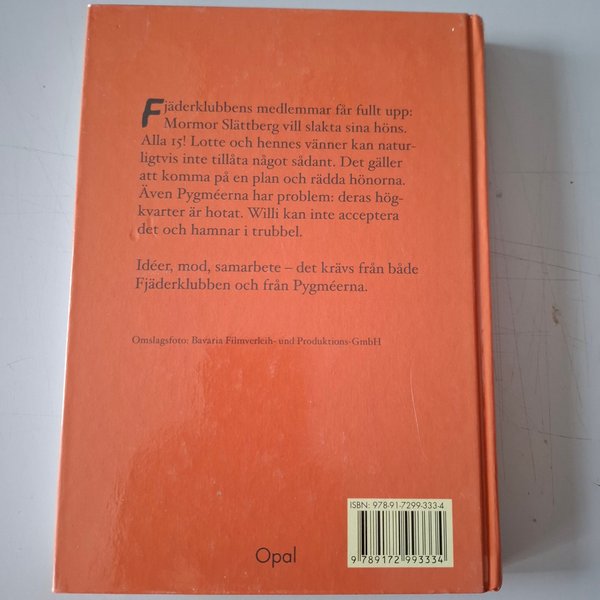 Fjäderklubbens medlemmar får fullt upp:
Mormor Slättberg vill slakta sina höns.
Alla 15! Lotte och hennes vänner kan natur-
ligtvis inte tillåta något sådant. Det gäller
att komma på en plan och rädda hönorna.
Även Pygméerna har problem: deras hög-
kvarter är hotat. Willi kan inte acceptera
det och hamnar i trubbel.
Idéer, mod, samarbete – det krävs från både
Fjäderklubben och från Pygméerna.
Omslagsfoto: Bavaria Filmverleih- und Produktions-GmbH
ISBN: 978-91-7299-333-4
9 789172 993334
Opal